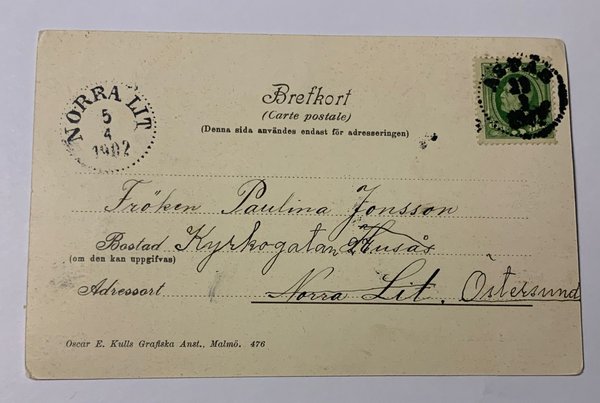 NORRA LIT
5
4
1902
Brefkort
(Carte postale)
(Denna sida användes endast för adresseringen)
Fröken Paulina Jonsson
Bostad Kyrkogatan Husås
(om den kan uppgifvas)
Adressort Norra Lit. Östersund
Oscar E. Kulls Grafiska Anst., Malmö. 476